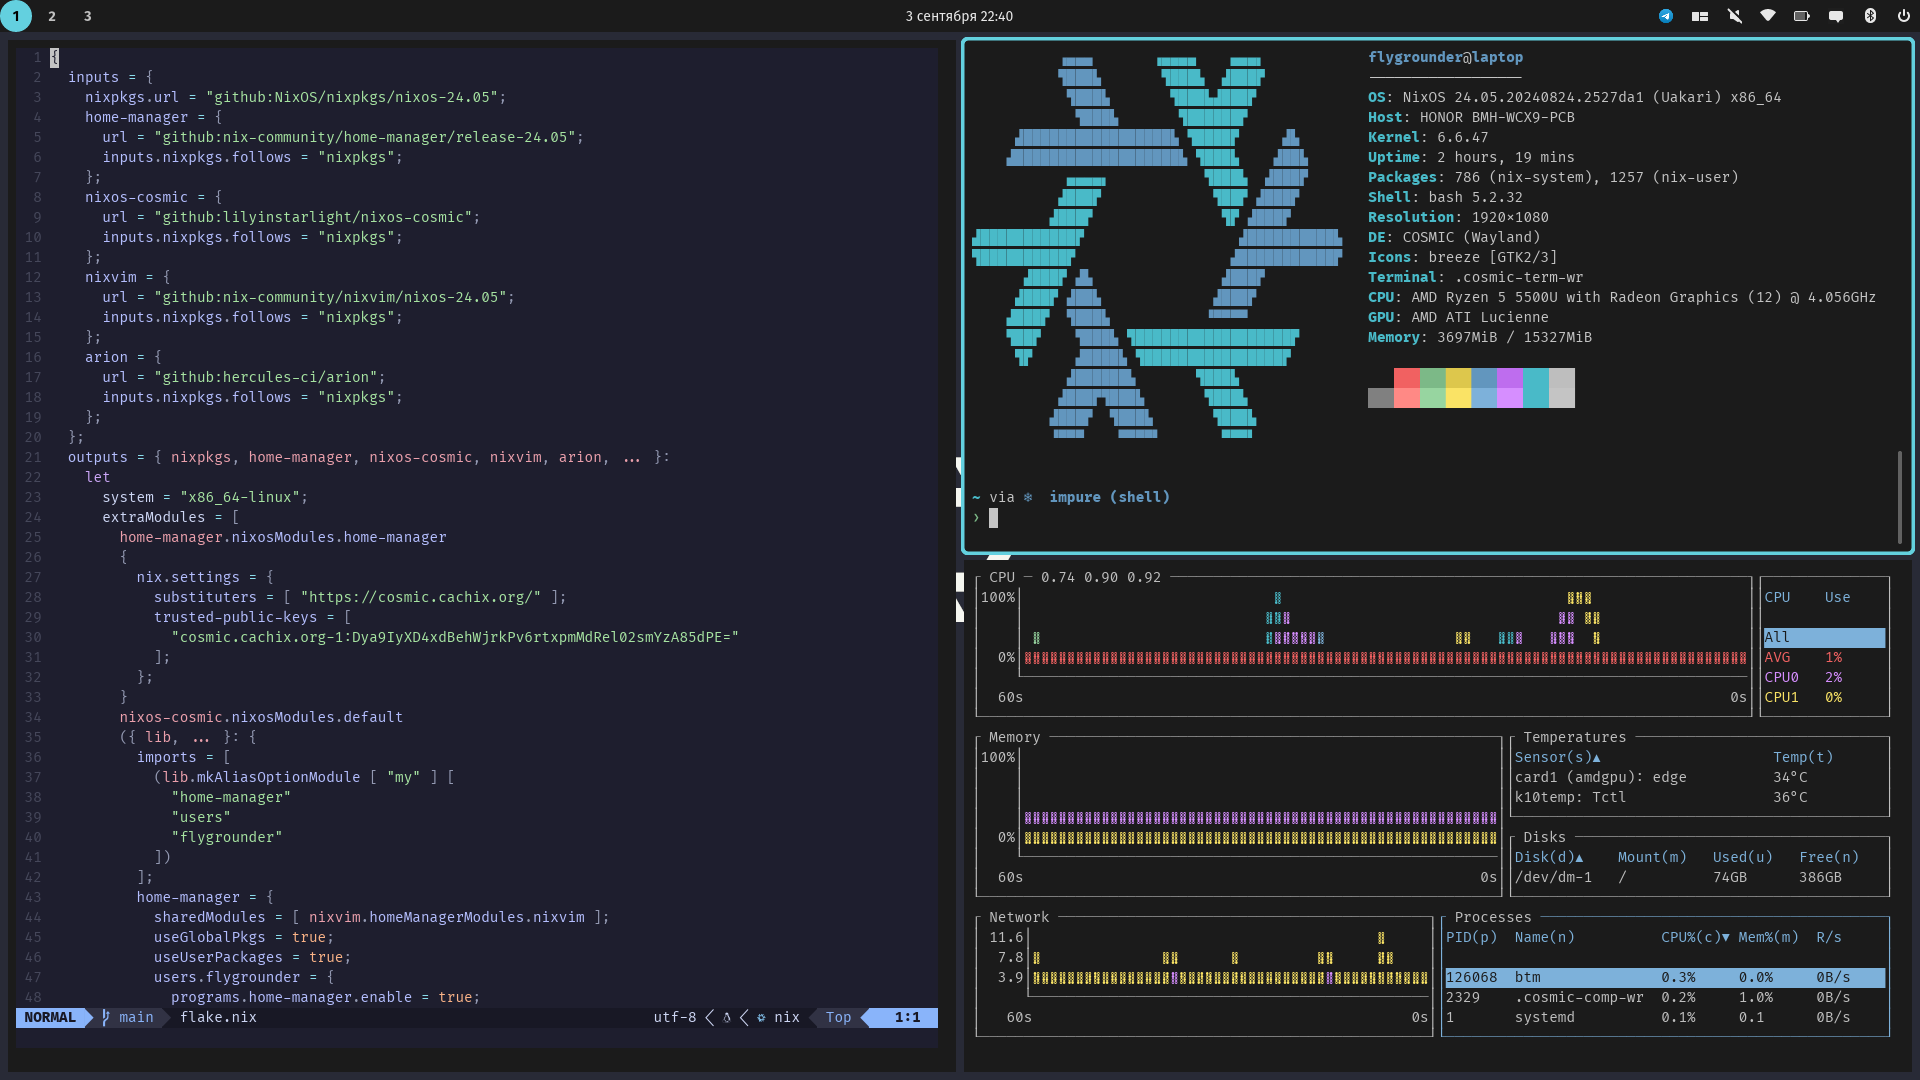 1 2 3
3 сентября 22:40
1 {
2 inputs = {
3 nixpkgs.url = "github:NixOS/nixpkgs/nixos-24.05";
4 home-manager = {
5 url = "github:nix-community/home-manager/release-24.05";
6 inputs.nixpkgs.follows = "nixpkgs";
7 };
8 nixos-cosmic = {
9 url = "github:lilyinstarlight/nixos-cosmic";
10 inputs.nixpkgs.follows = "nixpkgs";
11 };
12 nixvim = {
13 url = "github:nix-community/nixvim/nixos-24.05";
14 inputs.nixpkgs.follows = "nixpkgs";
15 };
16 arion = {
17 url = "github:hercules-ci/arion";
18 inputs.nixpkgs.follows = "nixpkgs";
19 };
20 };
21 outputs = { nixpkgs, home-manager, nixos-cosmic, nixvim, arion, ... }:
22 let
23 system = "x86_64-linux";
24 extraModules = [
25 home-manager.nixosModules.home-manager
26 {
27 nix.settings = {
28 substituters = [ "https://cosmic.cachix.org/" ];
29 trusted-public-keys = [
30 "cosmic.cachix.org-1:Dya9IyXD4xdBehWjrkPv6rtxpmMdRel02smYzA85dPE="
31 ];
32 };
33 }
34 nixos-cosmic.nixosModules.default
35 ({ lib, ... }: {
36 imports = [
37 (lib.mkAliasOptionModule [ "my" ] [
38 "home-manager"
39 "users"
40 "flygrounder"
41 ])
42 ];
43 home-manager = {
44 sharedModules = [ nixvim.homeManagerModules.nixvim ];
45 useGlobalPkgs = true;
46 useUserPackages = true;
47 users.flygrounder = {
48 programs.home-manager.enable = true;
NORMAL main flake.nix utf-8 nix Top 1:1
flygrounder@laptop
OS: NixOS 24.05.20240824.2527da1 (Uakari) x86_64
Host: HONOR BMH-WCX9-PCB
Kernel: 6.6.47
Uptime: 2 hours, 19 mins
Packages: 786 (nix-system), 1257 (nix-user)
Shell: bash 5.2.32
Resolution: 1920×1080
DE: COSMIC (Wayland)
Icons: breeze [GTK2/3]
Terminal: .cosmic-term-wr
CPU: AMD Ryzen 5 5500U with Radeon Graphics (12) @ 4.056GHz
GPU: AMD ATI Lucienne
Memory: 3697MiB / 15327MiB
~ via ❄ impure (shell)
❯
CPU — 0.74 0.90 0.92
100%
0%
60s 0s
CPU Use
All
AVG 1%
CPU0 2%
CPU1 0%
Memory
100%
0%
60s 0s
Temperatures
Sensor(s)▲ Temp(t)
card1 (amdgpu): edge 34°C
k10temp: Tctl 36°C
Disks
Disk(d)▲ Mount(m) Used(u) Free(n)
/dev/dm-1 / 74GB 386GB
Network
11.6
7.8
3.9
60s 0s
Processes
PID(p) Name(n) CPU%(c)▼ Mem%(m) R/s
126068 btm 0.3% 0.0% 0B/s
2329 .cosmic-comp-wr 0.2% 1.0% 0B/s
1 systemd 0.1% 0.1 0B/s